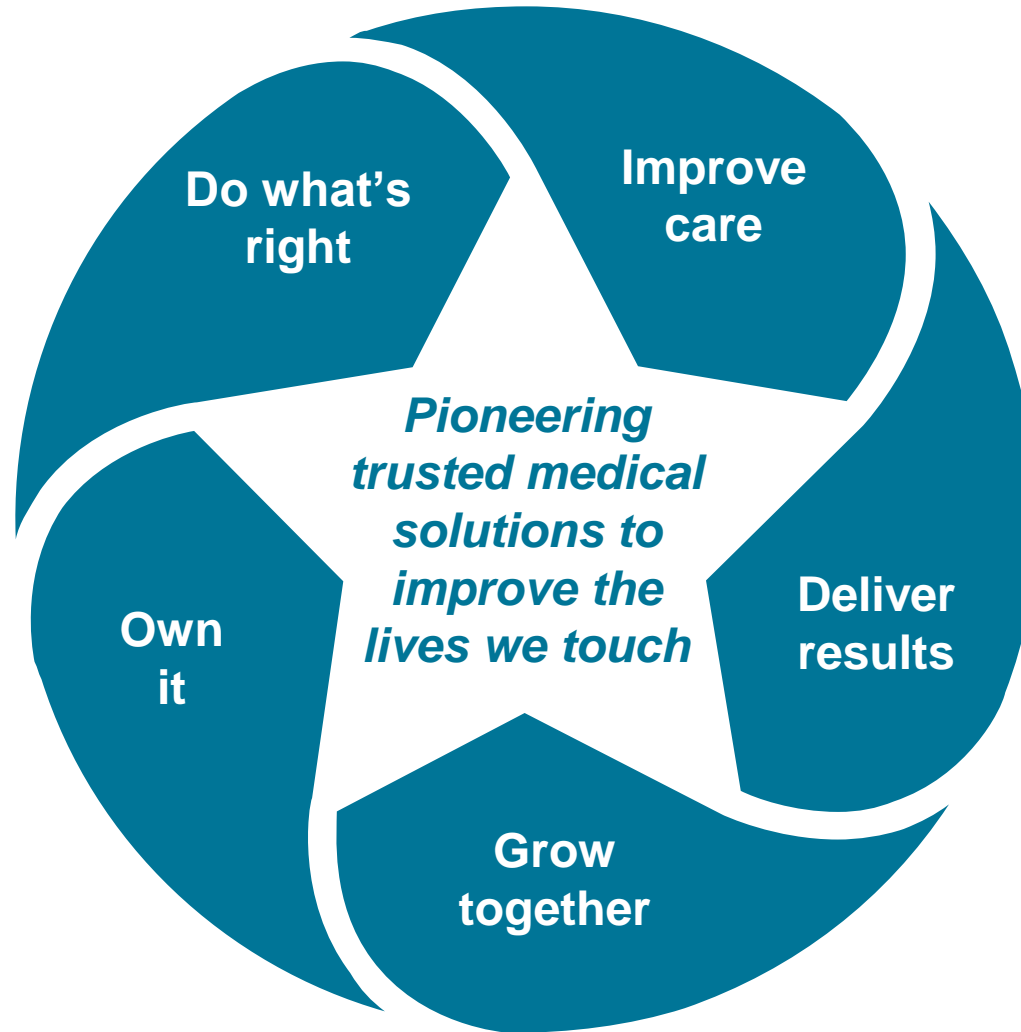 Do what’s
right
Improve
care
Pioneering
trusted medical
solutions to
improve the
lives we touch
Deliver
results
Own
it
Grow
together